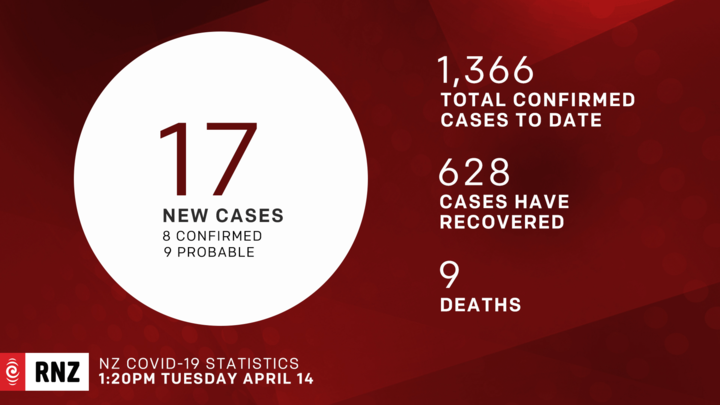 17
NEW CASES
8 CONFIRMED
9 PROBABLE
1,366
TOTAL CONFIRMED
CASES TO DATE
628
CASES HAVE
RECOVERED
9
DEATHS
RNZ
NZ COVID-19 STATISTICS
1:20PM TUESDAY APRIL 14